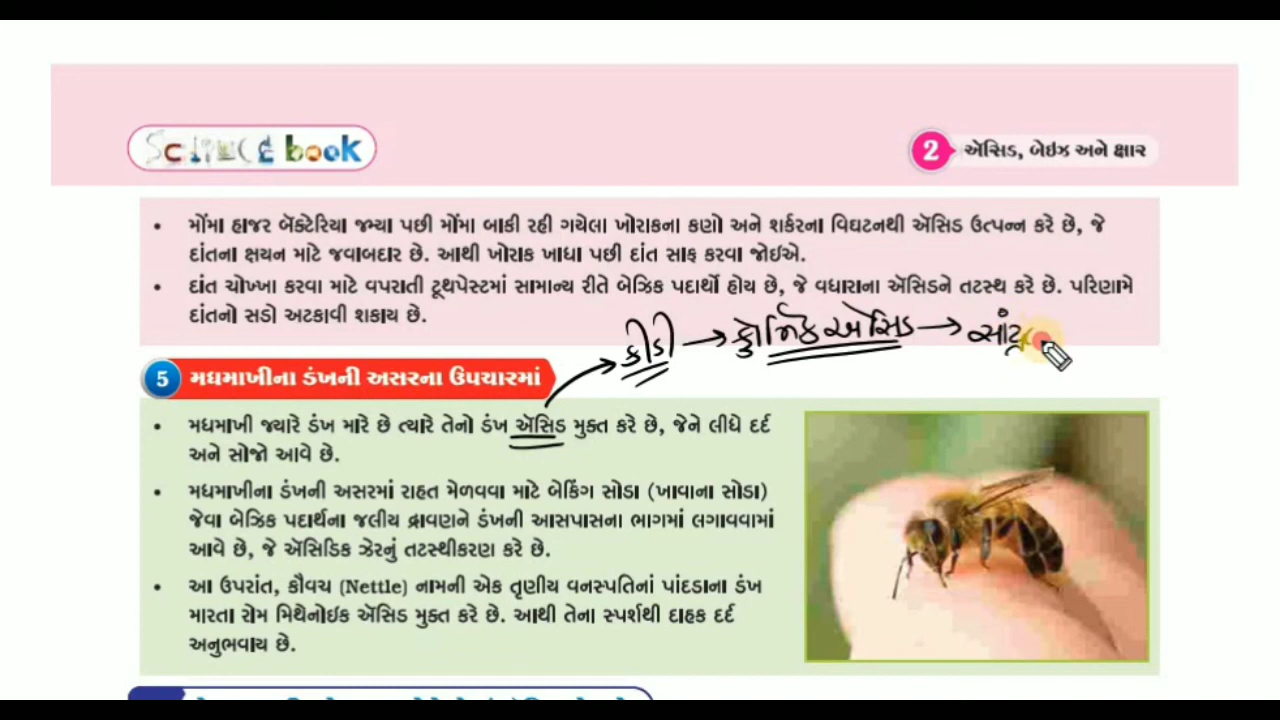 SCIENCE book
2 ઍસિડ, બેઇઝ અને ક્ષાર
• મોંમા હાજર બૅક્ટેરિયા જમ્યા પછી મોંમા બાકી રહી ગયેલા ખોરાકના કણો અને શર્કરના વિઘટનથી ઍસિડ ઉત્પન્ન કરે છે, જે
દાંતના ક્ષયન માટે જવાબદાર છે. આથી ખોરાક ખાધા પછી દાંત સાફ કરવા જોઈએ.
• દાંત ચોખ્ખા કરવા માટે વપરાતી ટૂથપેસ્ટમાં સામાન્ય રીતે બેઝિક પદાર્થો હોય છે, જે વધારાના ઍસિડને તટસ્થ કરે છે. પરિણામે
દાંતનો સડો અટકાવી શકાય છે.
કીડી → ફોર્મિક એસિડ →
5 મધમાખીના ડંખની અસરના ઉપચારમાં
• મધમાખી જ્યારે ડંખ મારે છે ત્યારે તેનો ડંખ ઍસિડ મુક્ત કરે છે, જેને લીધે દર્દ
અને સોજો આવે છે.
• મધમાખીના ડંખની અસરમાં રાહત મેળવવા માટે બેકિંગ સોડા (ખાવાના સોડા)
જેવા બેઝિક પદાર્થના જલીય દ્રાવણને ડંખની આસપાસના ભાગમાં લગાવવામાં
આવે છે, જે ઍસિડિક ઝેરનું તટસ્થીકરણ કરે છે.
• આ ઉપરાંત, કૌવચ (Nettle) નામની એક તૃણીય વનસ્પતિનાં પાંદડાના ડંખ
મારતા રોમ મિથેનોઈક ઍસિડ મુક્ત કરે છે. આથી તેના સ્પર્શથી દાહક દર્દ
અનુભવાય છે.